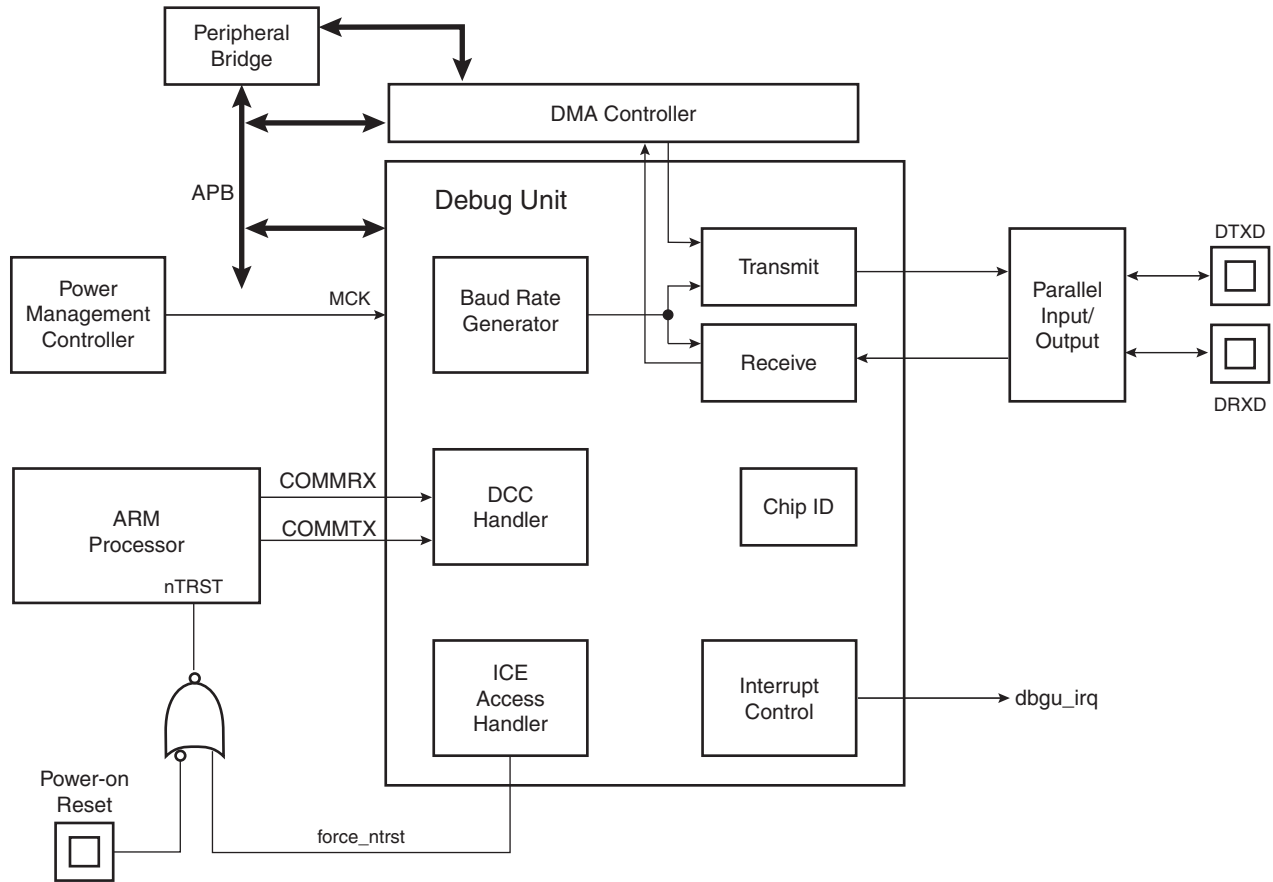 Peripheral
Bridge
DMA Controller
APB
Debug Unit
Power
Management
Controller
MCK
Baud Rate
Generator
Transmit
Receive
Parallel
Input/
Output
DTXD
DRXD
ARM
Processor
nTRST
COMMRX
COMMTX
DCC
Handler
Chip ID
ICE
Access
Handler
Interrupt
Control
dbgu_irq
Power-on
Reset
force_ntrst